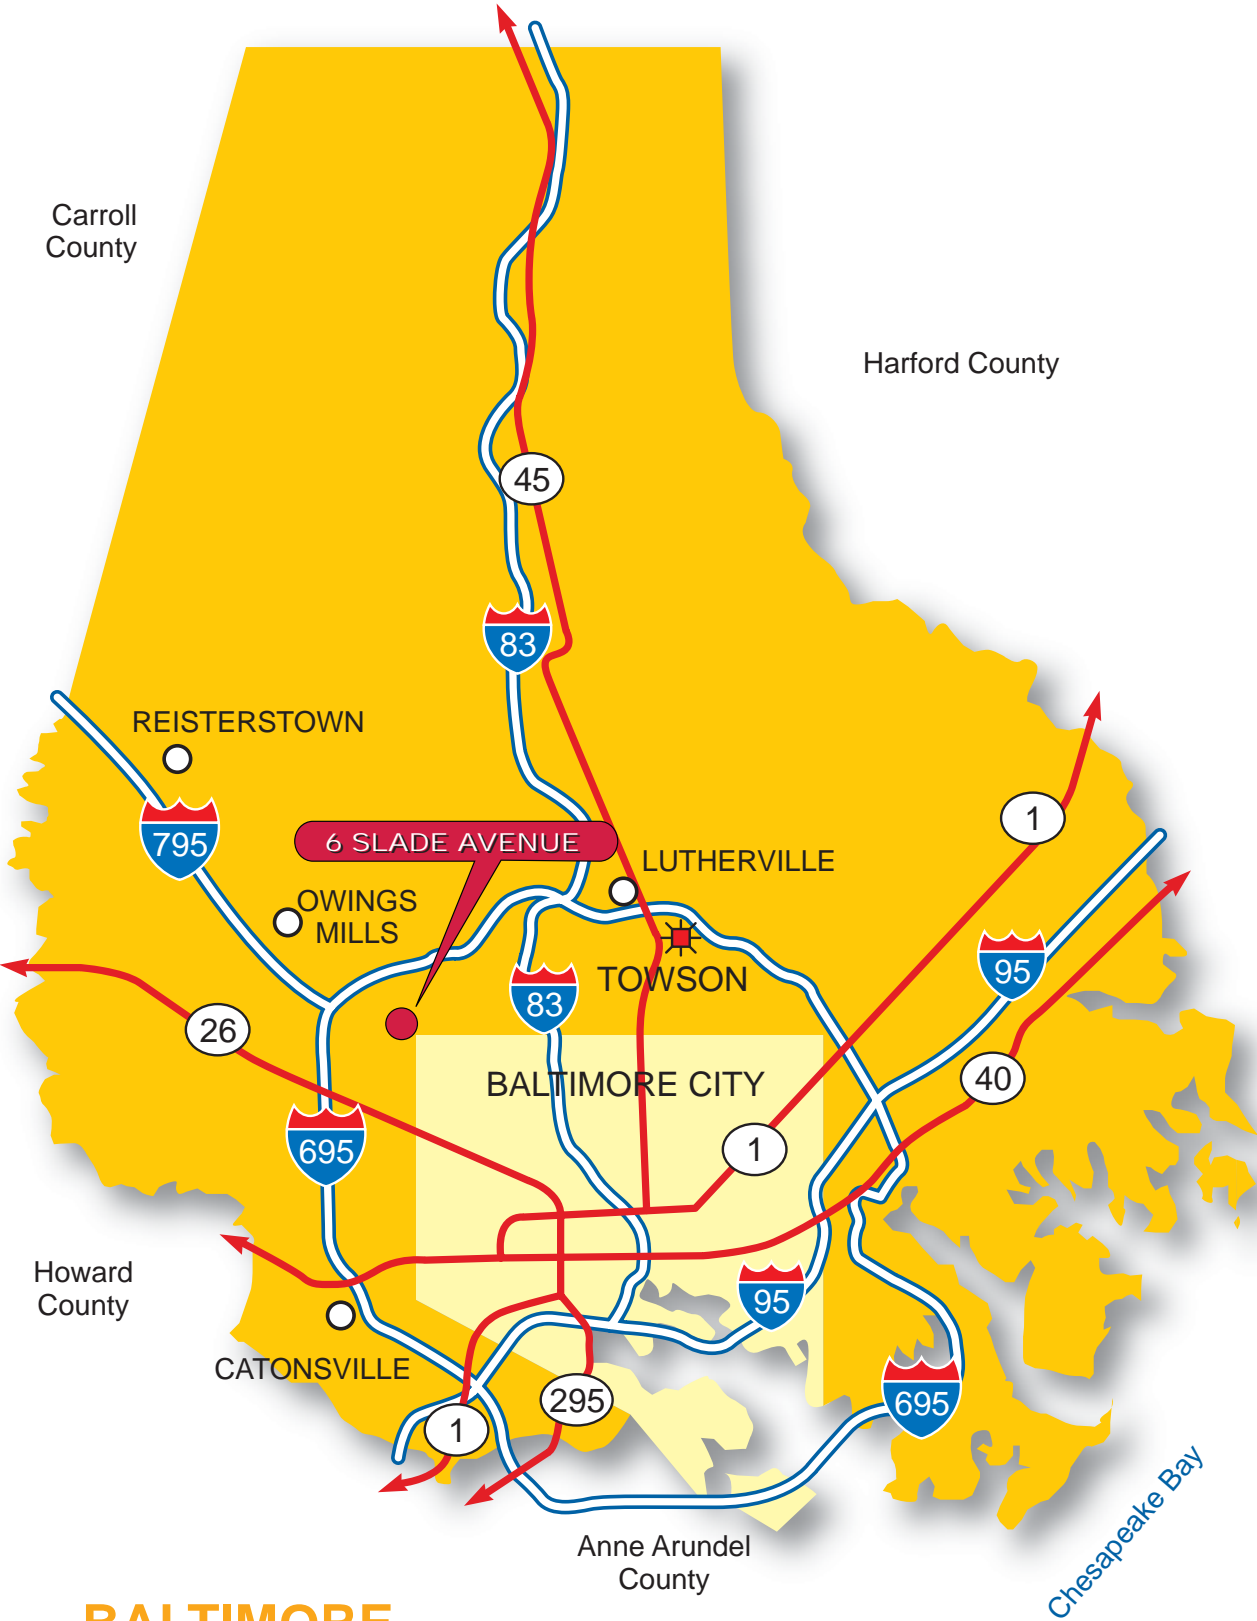 Carroll
County
Harford County
45
83
REISTERSTOWN
795
6 SLADE AVENUE
1
LUTHERVILLE
OWINGS
MILLS
95
TOWSON
83
26
40
BALTIMORE CITY
695
1
Howard
County
95
CATONSVILLE
295
695
1
Chesapeake Bay
Anne Arundel
County
BALTIMORE